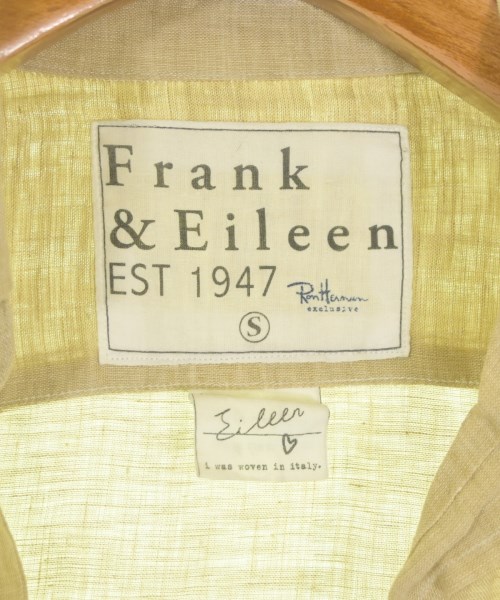 Frank
& Eileen
EST 1947
Ron Herman
exclusive
S
Eileen
i was woven in italy.